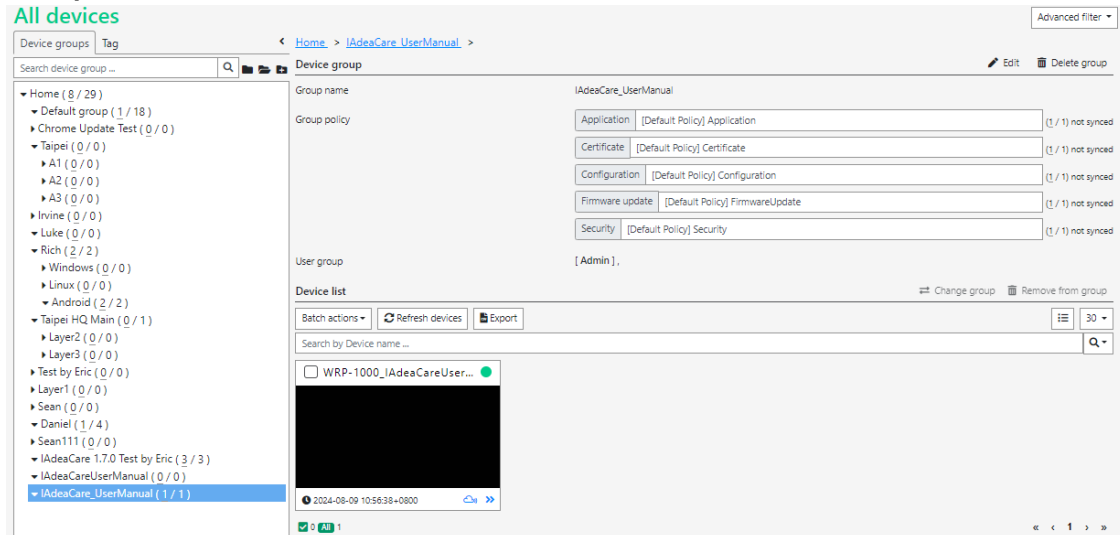 All devices
Advanced filter
Device groups Tag
Home > IAdeaCare_UserManual >
Search device group ...
Device group
Edit Delete group
Home ( 8 / 29 )
Default group ( 1 / 18 )
Chrome Update Test ( 0 / 0 )
Taipei ( 0 / 0 )
A1 ( 0 / 0 )
A2 ( 0 / 0 )
A3 ( 0 / 0 )
Irvine ( 0 / 0 )
Luke ( 0 / 0 )
Rich ( 2 / 2 )
Windows ( 0 / 0 )
Linux ( 0 / 0 )
Android ( 2 / 2 )
Taipei HQ Main ( 0 / 1 )
Layer2 ( 0 / 0 )
Layer3 ( 0 / 0 )
Test by Eric ( 0 / 0 )
Layer1 ( 0 / 0 )
Sean ( 0 / 0 )
Daniel ( 1 / 4 )
Sean111 ( 0 / 0 )
IAdeaCare 1.7.0 Test by Eric ( 3 / 3 )
IAdeaCareUserManual ( 0 / 0 )
IAdeaCare_UserManual ( 1 / 1 )
Group name IAdeaCare_UserManual
Group policy
Application [Default Policy] Application (1 / 1) not synced
Certificate [Default Policy] Certificate (1 / 1) not synced
Configuration [Default Policy] Configuration (1 / 1) not synced
Firmware update [Default Policy] FirmwareUpdate (1 / 1) not synced
Security [Default Policy] Security (1 / 1) not synced
User group [ Admin ] ,
Device list
Change group Remove from group
Batch actions Refresh devices Export 30
Search by Device name ...
WRP-1000_IAdeaCareUser...
2024-08-09 10:56:38+0800
0 All 1
« ‹ 1 › »